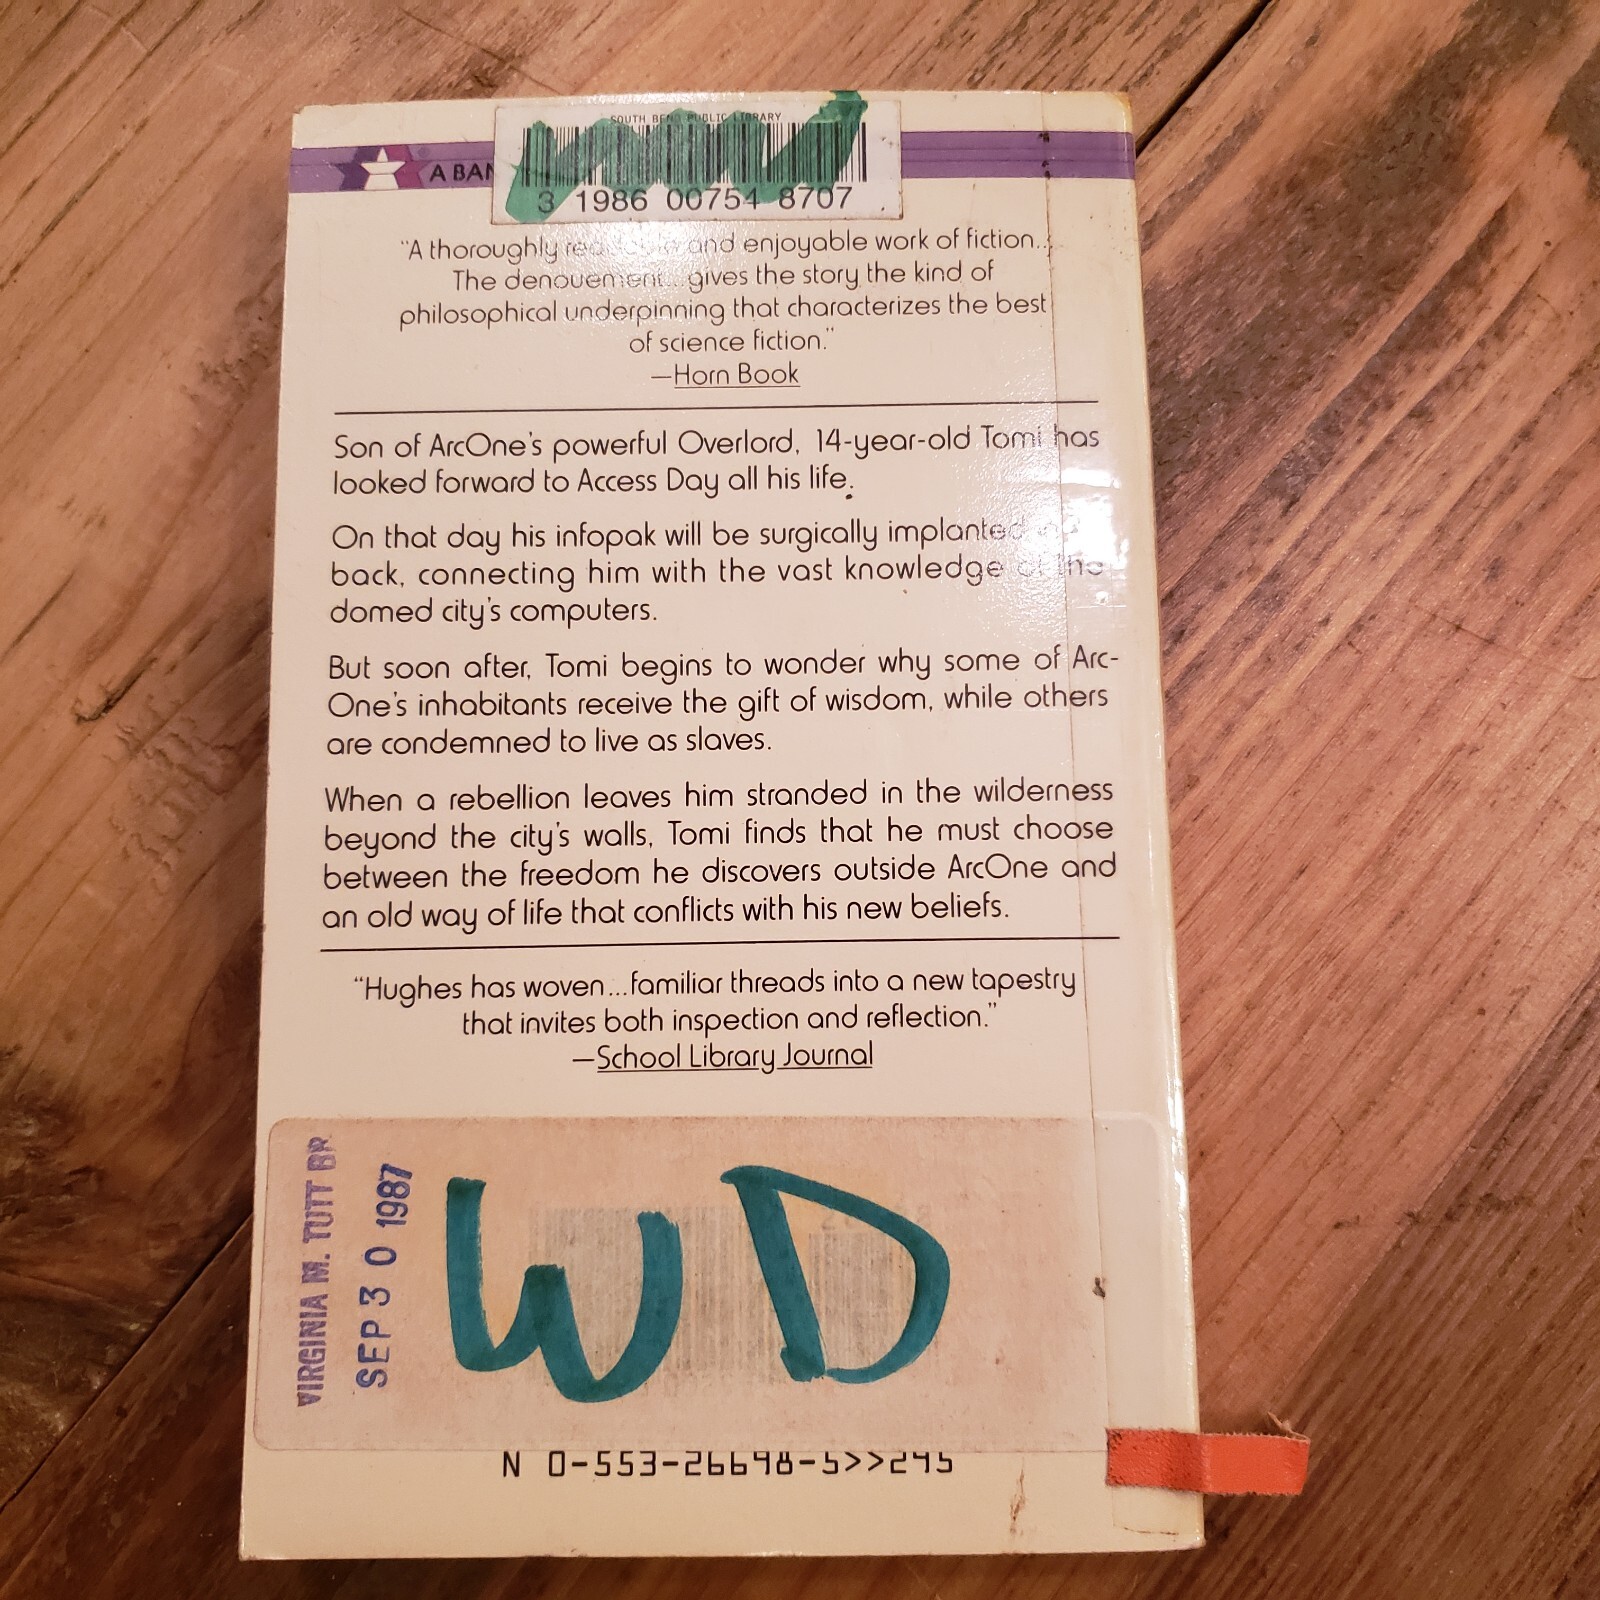 SOUTH BEND PUBLIC LIBRARY
3 1986 00754 8707
A BAN
"A thoroughly and enjoyable work of fiction...
The denouement...gives the story the kind of
philosophical underpinning that characterizes the best
of science fiction."
—Horn Book
Son of ArcOne's powerful Overlord, 14-year-old Tomi has
looked forward to Access Day all his life.
On that day his infopak will be surgically implanted
back, connecting him with the vast knowledge of the
domed city's computers.
But soon after, Tomi begins to wonder why some of Arc-
One's inhabitants receive the gift of wisdom, while others
are condemned to live as slaves.
When a rebellion leaves him stranded in the wilderness
beyond the city's walls, Tomi finds that he must choose
between the freedom he discovers outside ArcOne and
an old way of life that conflicts with his new beliefs.
"Hughes has woven...familiar threads into a new tapestry
that invites both inspection and reflection."
—School Library Journal
VIRGINIA M. TUTT BR.
SEP 3 0 1987
WD
N 0-553-26698-5>>295